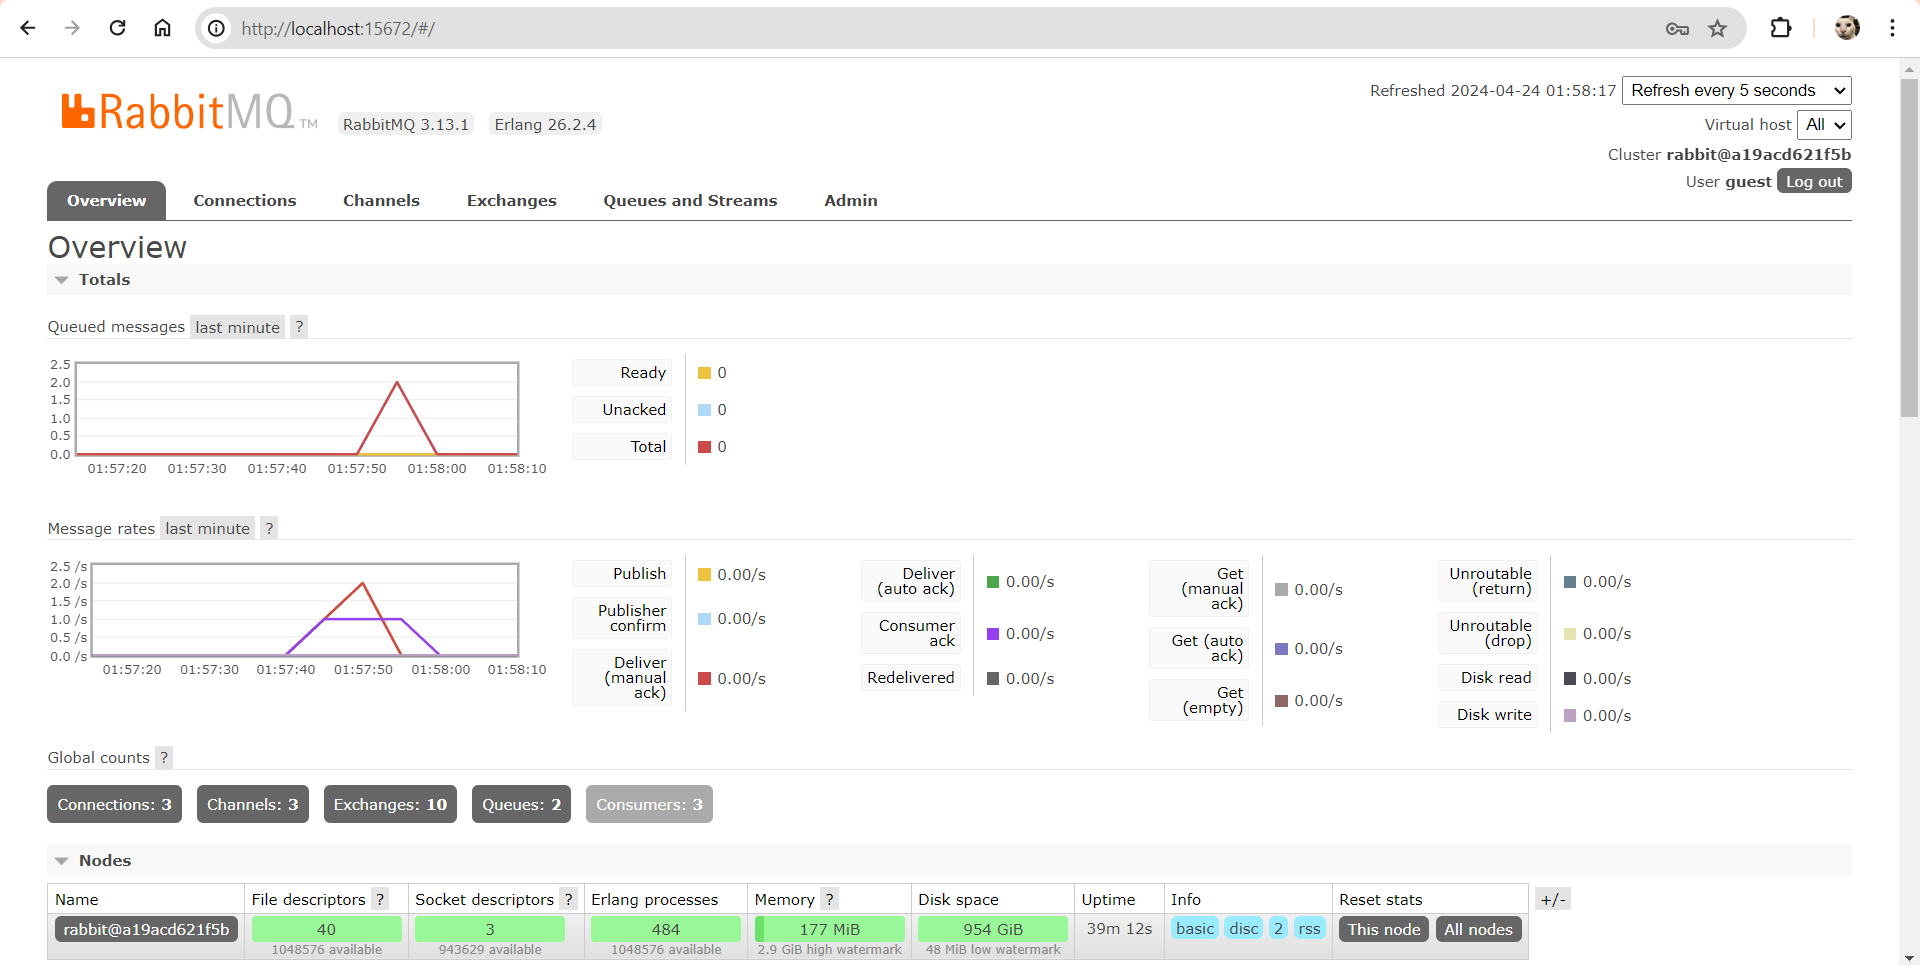 http://localhost:15672/#/
RabbitMQ TM
RabbitMQ 3.13.1
Erlang 26.2.4
Refreshed 2024-04-24 01:58:17
Refresh every 5 seconds
Virtual host
All
Cluster rabbit@a19acd621f5b
User guest
Log out
Overview
Connections
Channels
Exchanges
Queues and Streams
Admin
Overview
Totals
Queued messages last minute ?
2.5
2.0
1.5
1.0
0.5
0.0
01:57:20
01:57:30
01:57:40
01:57:50
01:58:00
01:58:10
Ready
0
Unacked
0
Total
0
Message rates last minute ?
2.5 /s
2.0 /s
1.5 /s
1.0 /s
0.5 /s
0.0 /s
01:57:20
01:57:30
01:57:40
01:57:50
01:58:00
01:58:10
Publish
0.00/s
Publisher
confirm
0.00/s
Deliver
(manual
ack)
0.00/s
Deliver
(auto ack)
0.00/s
Consumer
ack
0.00/s
Redelivered
0.00/s
Get
(manual
ack)
0.00/s
Get (auto
ack)
0.00/s
Get
(empty)
0.00/s
Unroutable
(return)
0.00/s
Unroutable
(drop)
0.00/s
Disk read
0.00/s
Disk write
0.00/s
Global counts ?
Connections: 3
Channels: 3
Exchanges: 10
Queues: 2
Consumers: 3
Nodes
Name
File descriptors ?
Socket descriptors ?
Erlang processes
Memory ?
Disk space
Uptime
Info
Reset stats
+/-
rabbit@a19acd621f5b
40
1048576 available
3
943629 available
484
1048576 available
177 MiB
2.9 GiB high watermark
954 GiB
48 MiB low watermark
39m 12s
basic
disc
2
rss
This node
All nodes